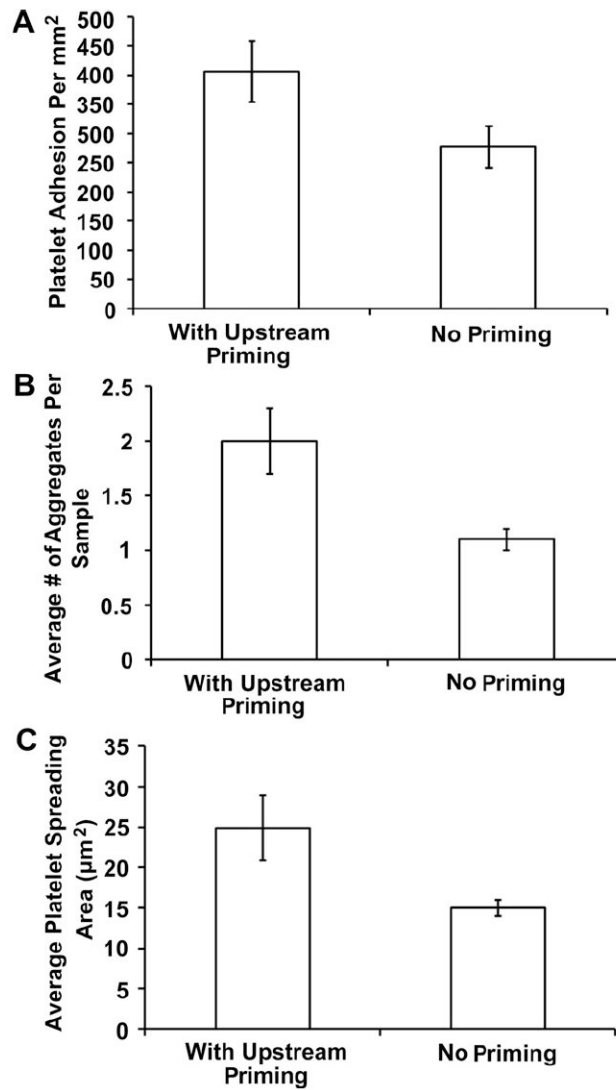 A
Platelet Adhesion Per mm²
500
450
400
350
500
250
200
150
100
50
0
With Upstream
Priming
No Priming
B
Average # of Aggregates Per
Sample
2.5
2
1.5
1
0.5
0
With Upstream
Priming
No Priming
C
Average Platelet Spreading
Area (µm²)
35
30
25
20
15
10
5
0
With Upstream
Priming
No Priming